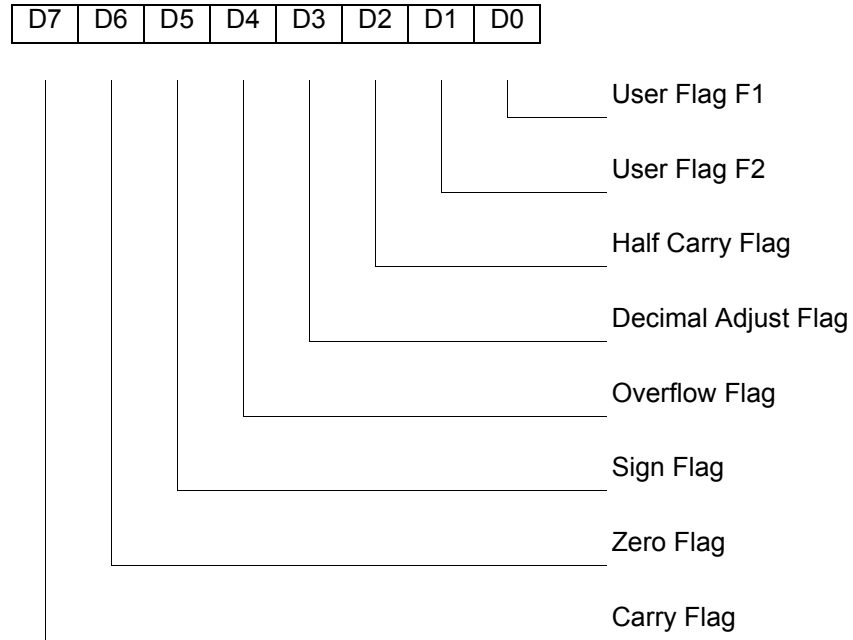 D7 D6 D5 D4 D3 D2 D1 D0
User Flag F1
User Flag F2
Half Carry Flag
Decimal Adjust Flag
Overflow Flag
Sign Flag
Zero Flag
Carry Flag